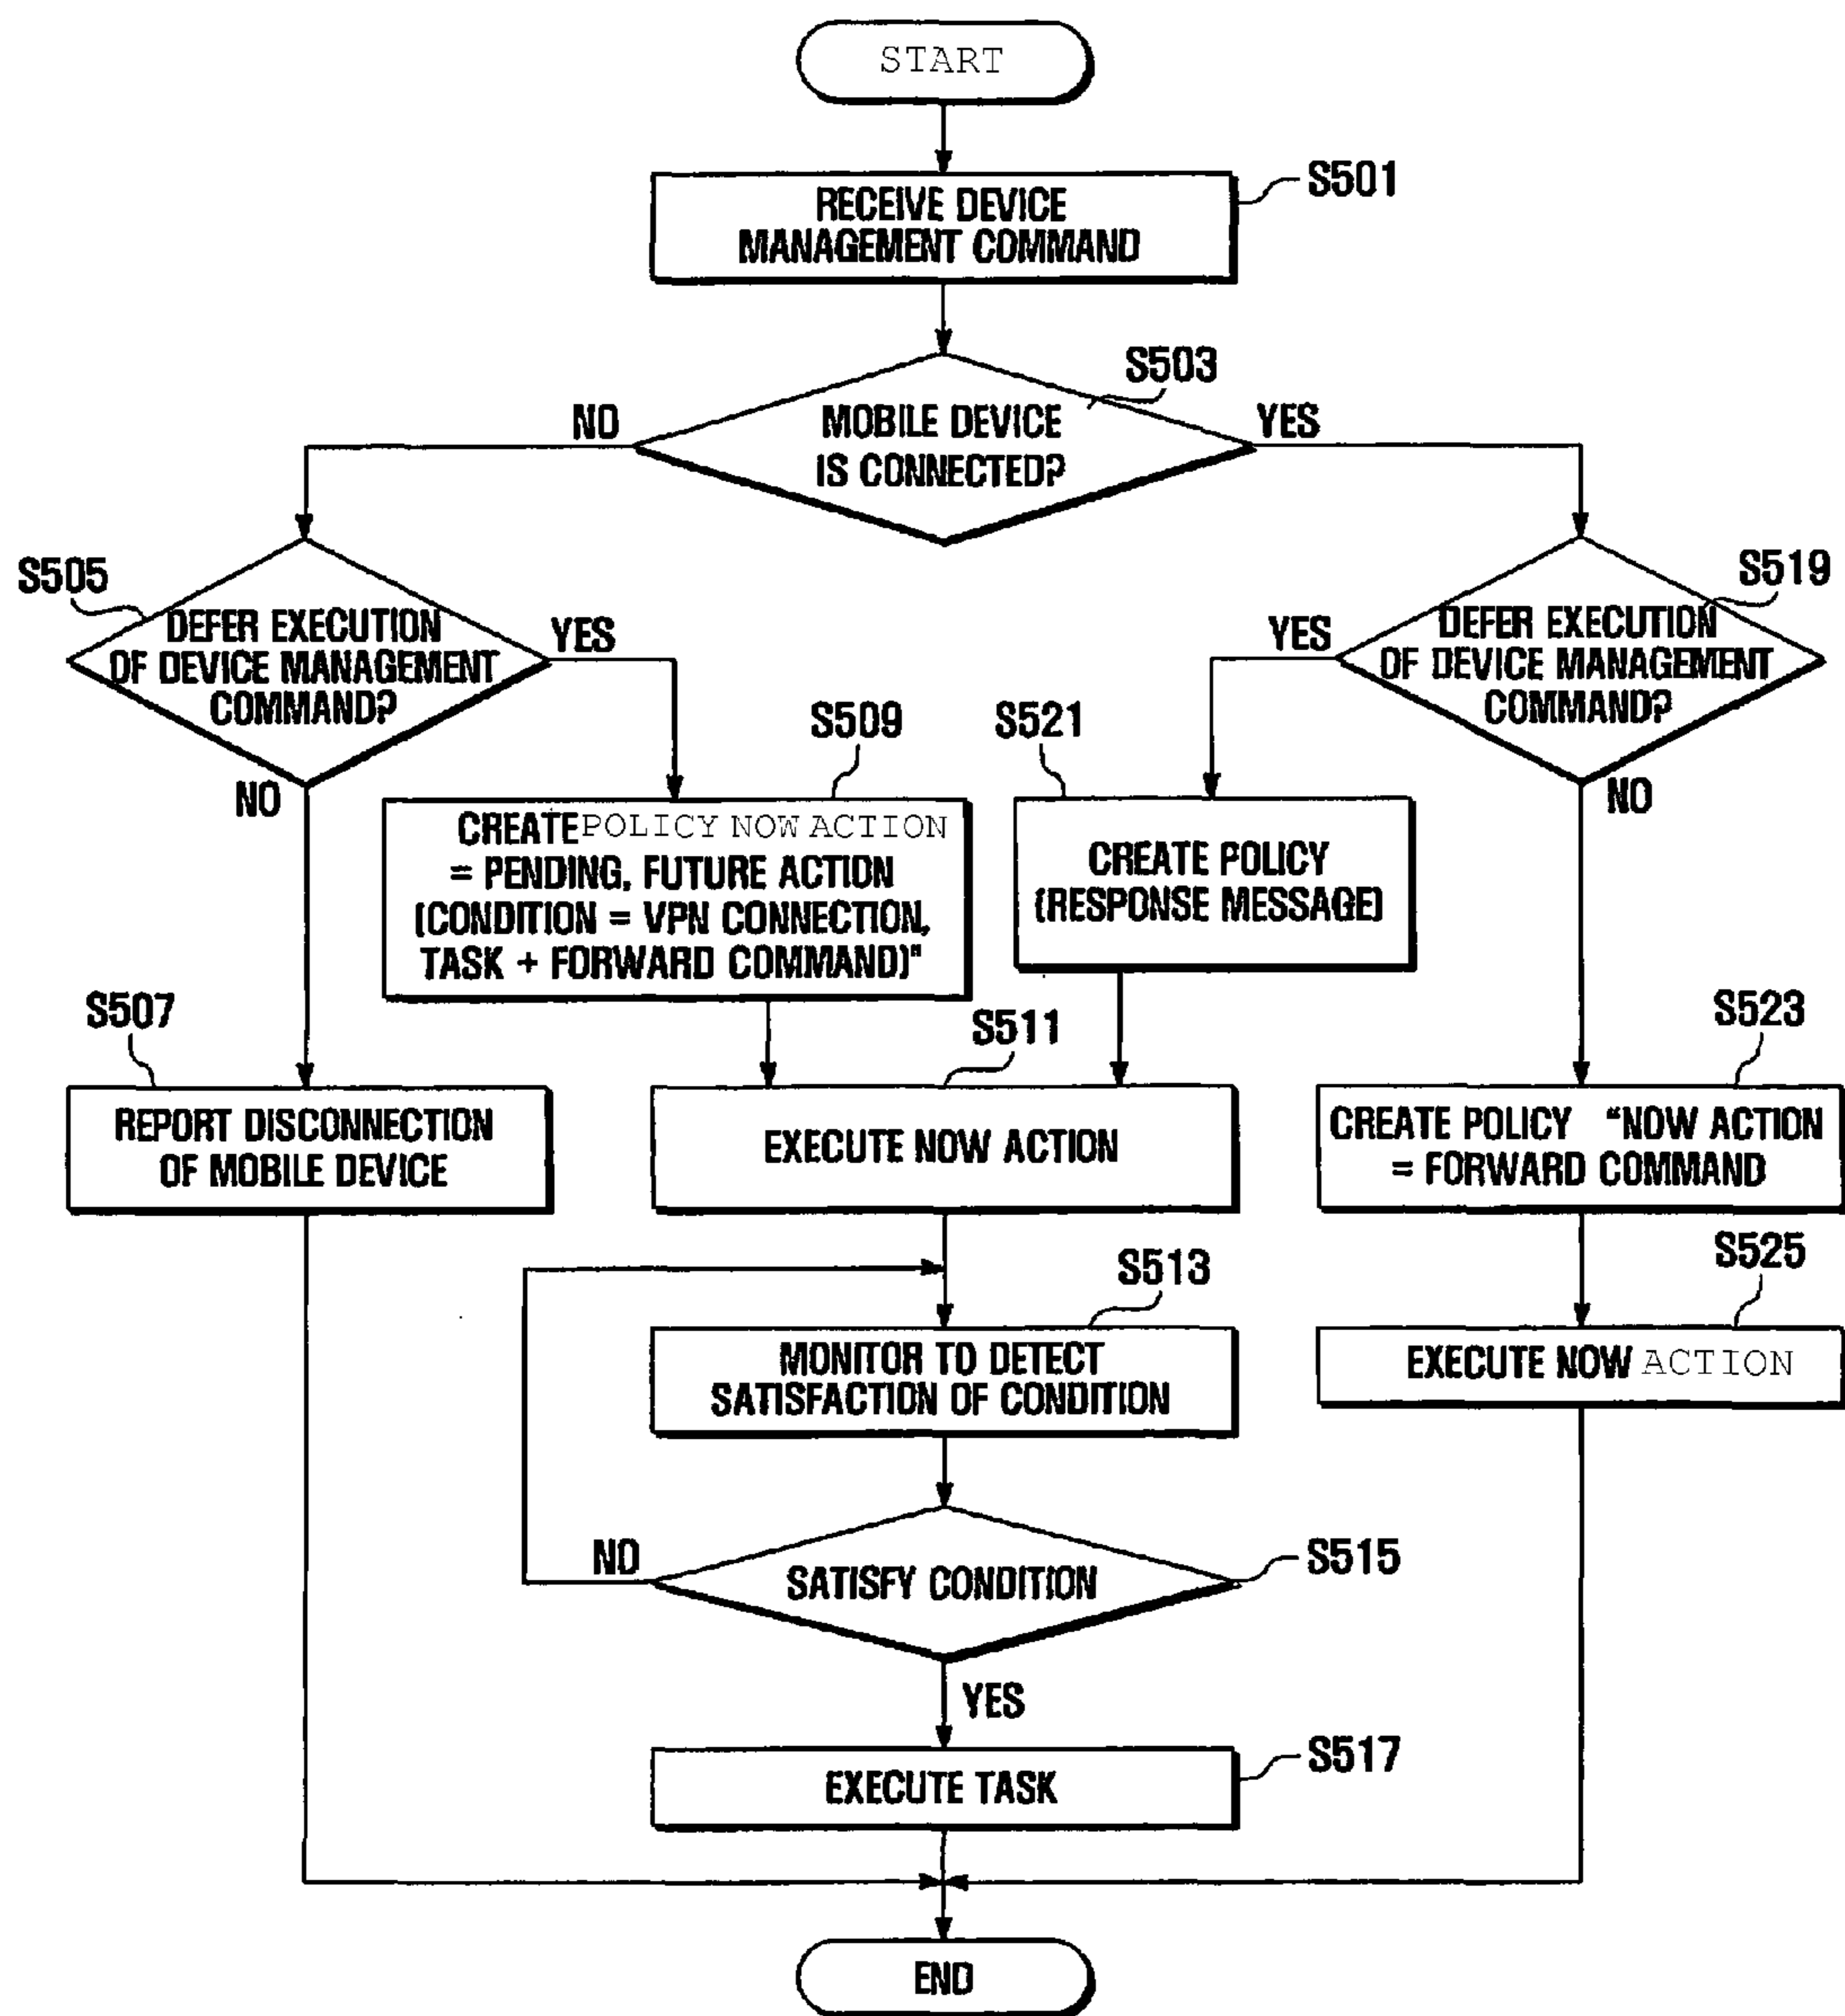 START
RECEIVE DEVICE
MANAGEMENT COMMAND
S501
S503
MOBILE DEVICE
IS CONNECTED?
NO
YES
S505
DEFER EXECUTION
OF DEVICE MANAGEMENT
COMMAND?
YES
NO
S519
DEFER EXECUTION
OF DEVICE MANAGEMENT
COMMAND?
YES
NO
S509
CREATE POLICY NOW ACTION
= PENDING, FUTURE ACTION
(CONDITION = VPN CONNECTION,
TASK + FORWARD COMMAND)"
S521
CREATE POLICY
(RESPONSE MESSAGE)
S507
REPORT DISCONNECTION
OF MOBILE DEVICE
S511
EXECUTE NOW ACTION
S523
CREATE POLICY "NOW ACTION
= FORWARD COMMAND
S513
MONITOR TO DETECT
SATISFACTION OF CONDITION
S525
EXECUTE NOW ACTION
NO
SATISFY CONDITION
S515
YES
EXECUTE TASK
S517
END